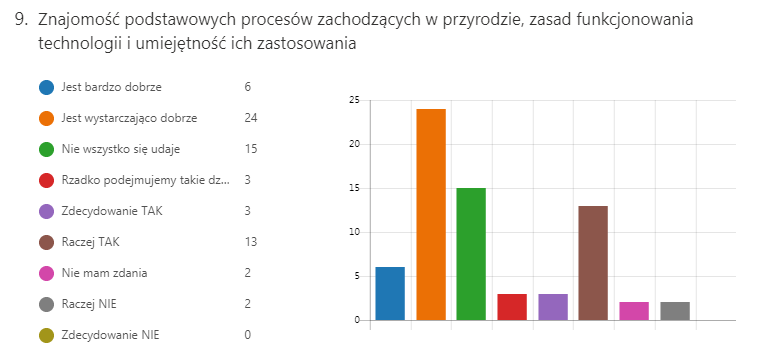 9. Znajomość podstawowych procesów zachodzących w przyrodzie, zasad funkcjonowania
technologii i umiejętność ich zastosowania
Jest bardzo dobrze 6
Jest wystarczająco dobrze 24
Nie wszystko się udaje 15
Rzadko podejmujemy takie dz... 3
Zdecydowanie TAK 3
Raczej TAK 13
Nie mam zdania 2
Raczej NIE 2
Zdecydowanie NIE 0
25
20
15
10
5
0